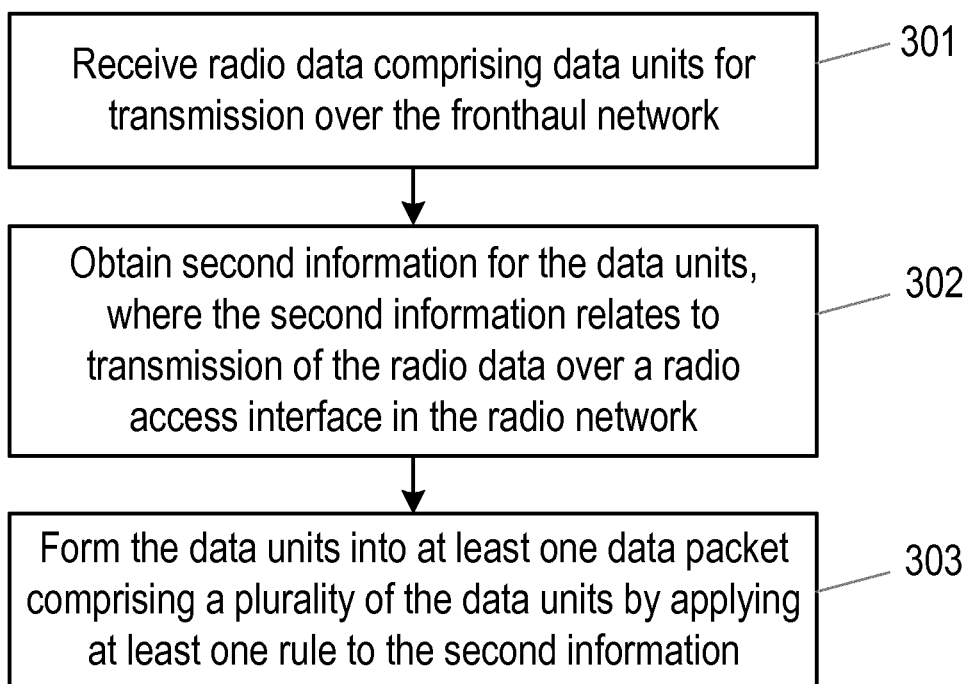 Receive radio data comprising data units for
transmission over the fronthaul network
301
Obtain second information for the data units,
where the second information relates to
transmission of the radio data over a radio
access interface in the radio network
302
Form the data units into at least one data packet
comprising a plurality of the data units by applying
at least one rule to the second information
303